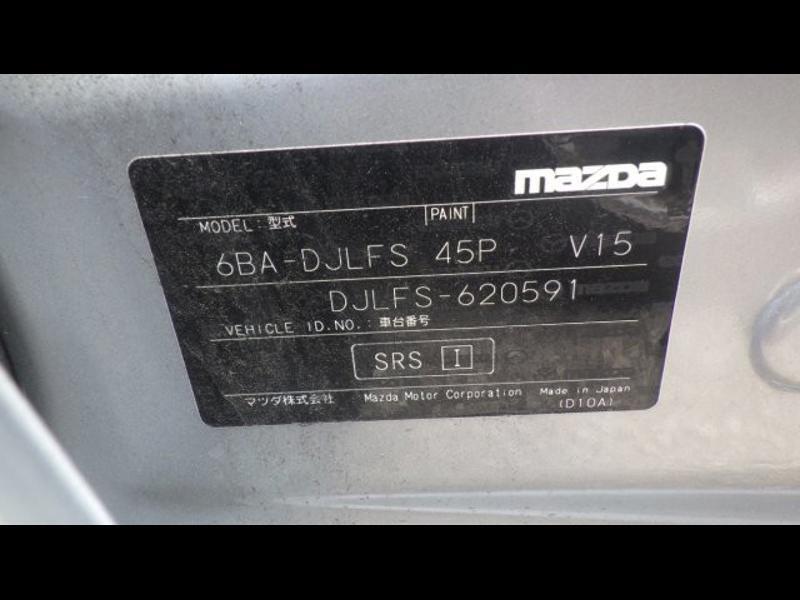 mazda
MODEL: 型式 PAINT
6BA-DJLFS 45P V15
DJLFS-620591
VEHICLE ID.NO.: 車台番号
SRS I
マツダ株式会社 Mazda Motor Corporation Made in Japan
(D10A)